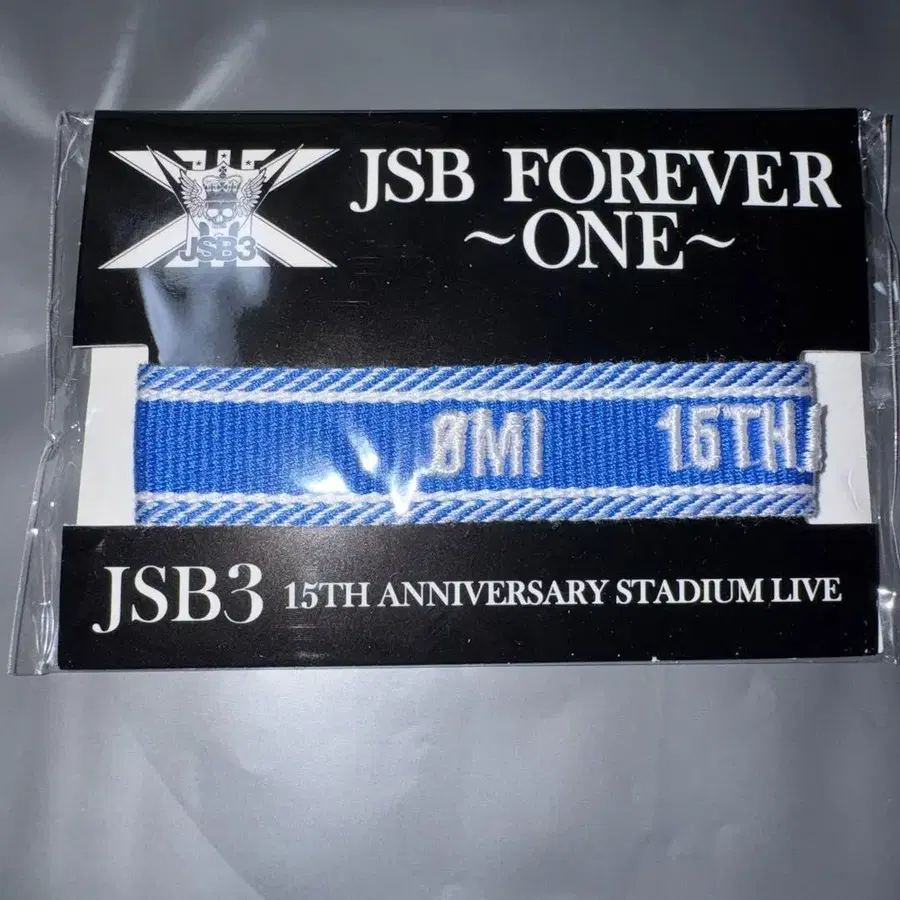 JSB3
JSB FOREVER
~ONE~
ØMI 15TH
JSB3 15TH ANNIVERSARY STADIUM LIVE